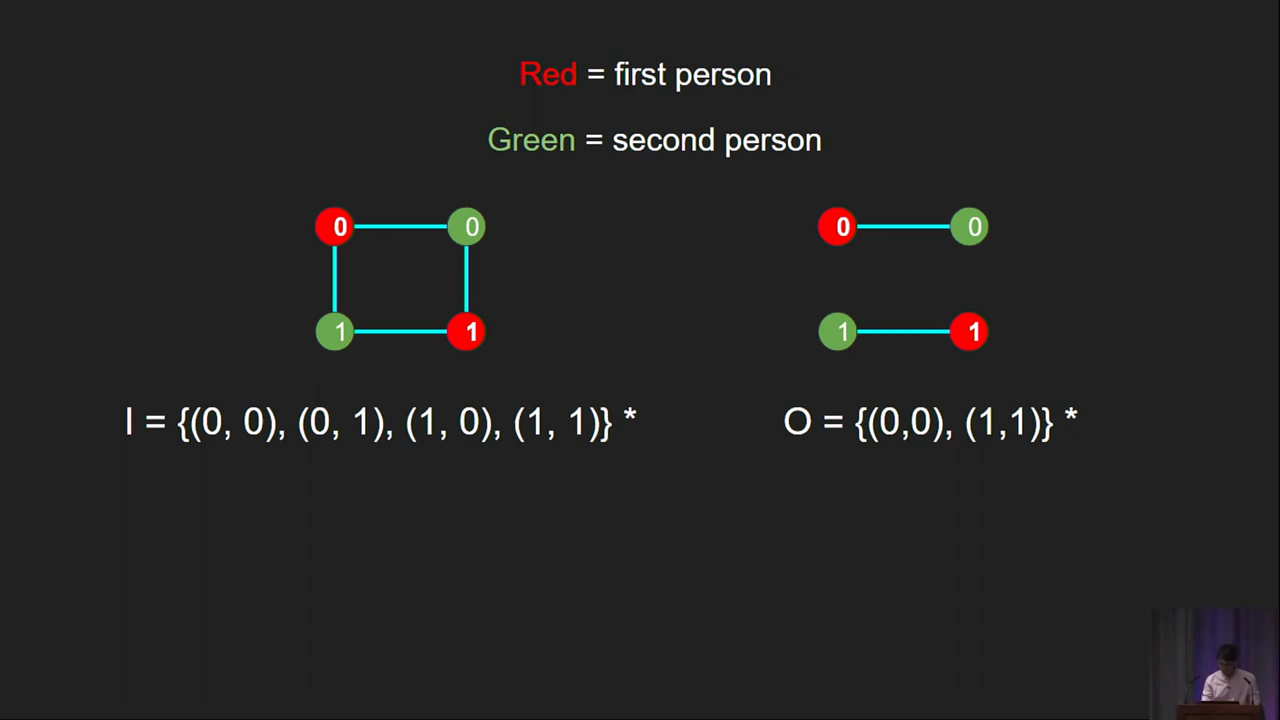 Red = first person
Green = second person
0 0 0 0
1 1 1 1
I = {(0, 0), (0, 1), (1, 0), (1, 1)} * O = {(0,0), (1,1)} *